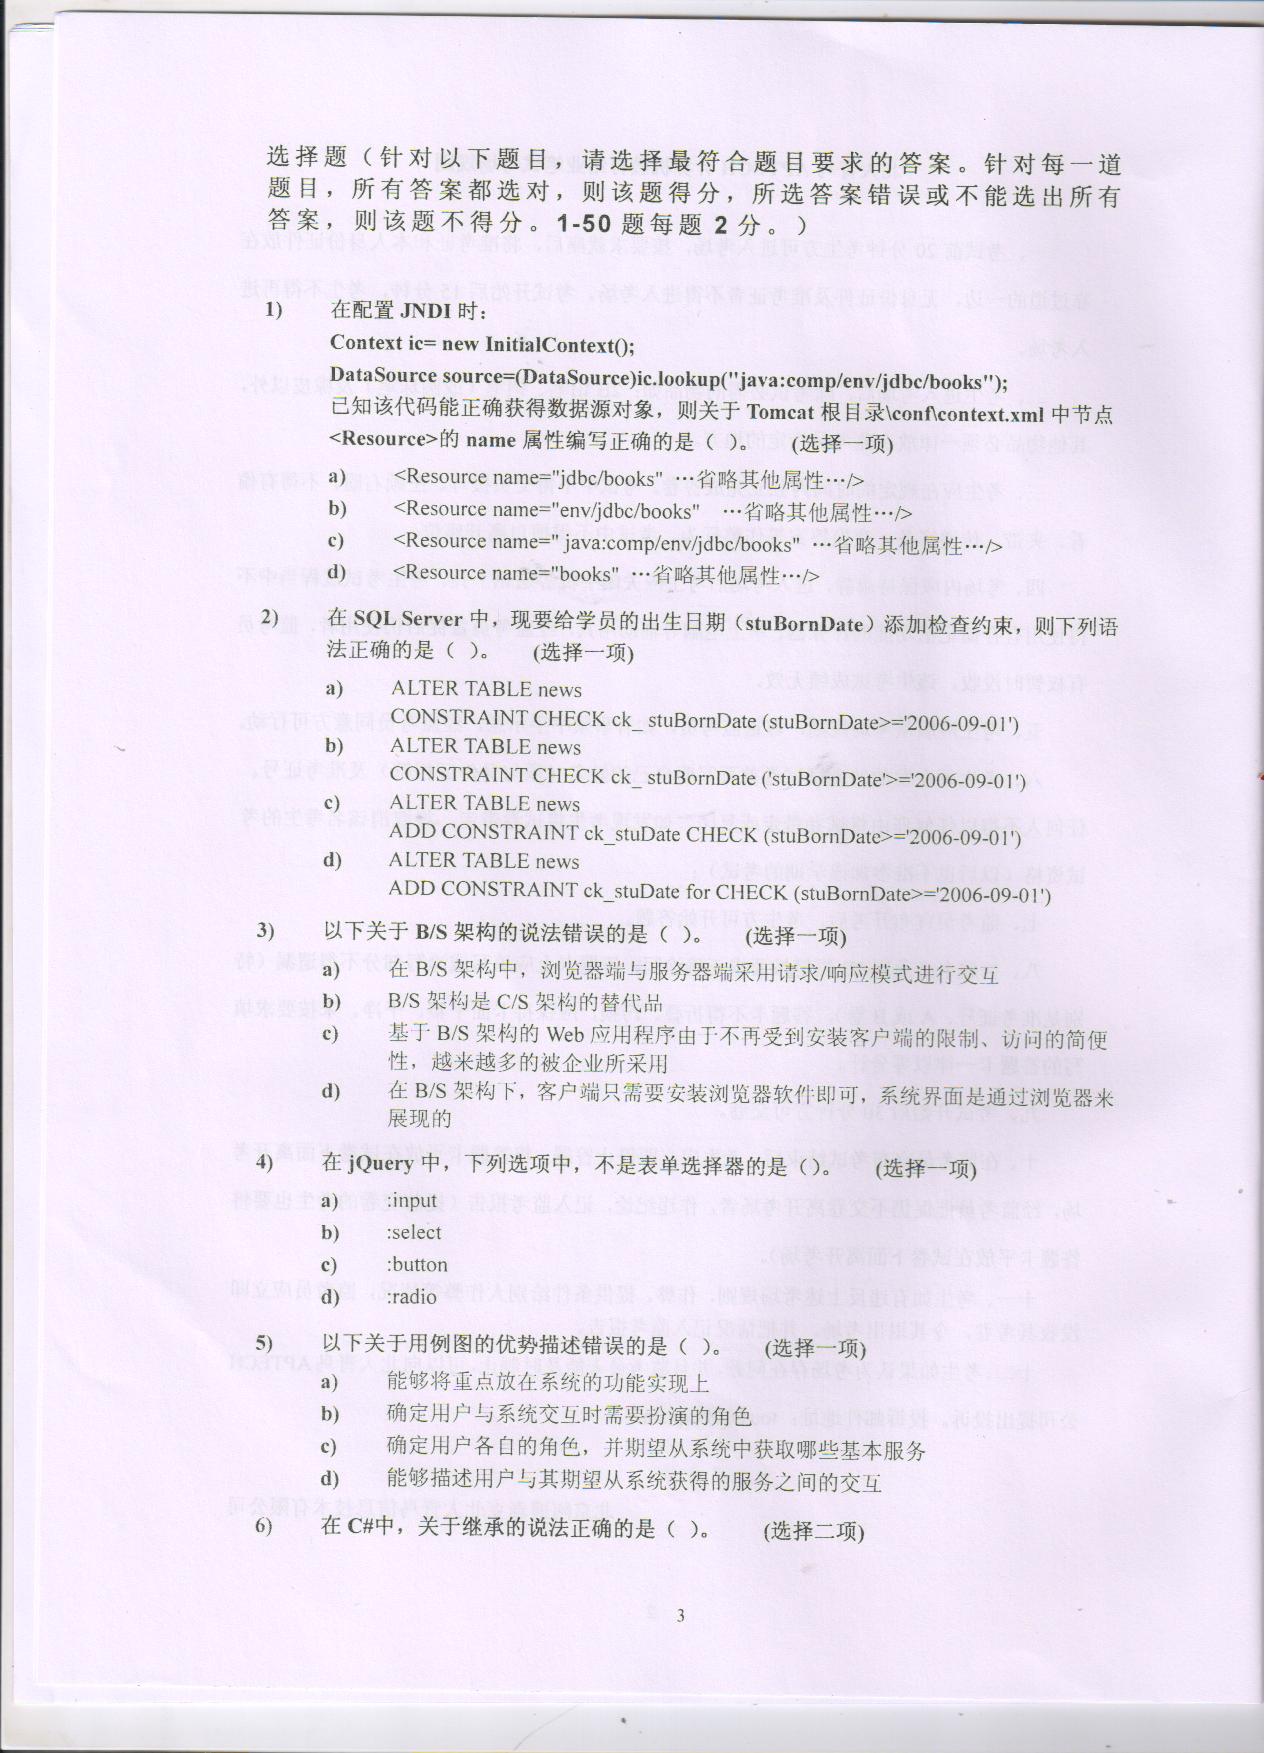 选择题（针对以下题目，请选择最符合题目要求的答案。针对每一道
题目，所有答案都选对，则该题得分，所选答案错误或不能选出所有
答案，则该题不得分。1-50 题每题 2 分。）
1) 在配置 JNDI 时：
Context ic= new InitialContext();
DataSource source=(DataSource)ic.lookup("java:comp/env/jdbc/books");
已知该代码能正确获得数据源对象，则关于 Tomcat 根目录\conf\context.xml 中节点
<Resource>的 name 属性编写正确的是（ ）。 (选择一项)
a) <Resource name="jdbc/books" …省略其他属性…/>
b) <Resource name="env/jdbc/books" …省略其他属性…/>
c) <Resource name=" java:comp/env/jdbc/books" …省略其他属性…/>
d) <Resource name="books" …省略其他属性…/>
2) 在 SQL Server 中，现要给学员的出生日期（stuBornDate）添加检查约束，则下列语
法正确的是（ ）。 (选择一项)
a) ALTER TABLE news
CONSTRAINT CHECK ck_ stuBornDate (stuBornDate>='2006-09-01')
b) ALTER TABLE news
CONSTRAINT CHECK ck_ stuBornDate ('stuBornDate'>='2006-09-01')
c) ALTER TABLE news
ADD CONSTRAINT ck_stuDate CHECK (stuBornDate>='2006-09-01')
d) ALTER TABLE news
ADD CONSTRAINT ck_stuDate for CHECK (stuBornDate>='2006-09-01')
3) 以下关于 B/S 架构的说法错误的是（ ）。 (选择一项)
a) 在 B/S 架构中，浏览器端与服务器端采用请求/响应模式进行交互
b) B/S 架构是 C/S 架构的替代品
c) 基于 B/S 架构的 Web 应用程序由于不再受到安装客户端的限制、访问的简便
性，越来越多的被企业所采用
d) 在 B/S 架构下，客户端只需要安装浏览器软件即可，系统界面是通过浏览器来
展现的
4) 在 jQuery 中，下列选项中，不是表单选择器的是（）。 (选择一项)
a) :input
b) :select
c) :button
d) :radio
5) 以下关于用例图的优势描述错误的是（ ）。 (选择一项)
a) 能够将重点放在系统的功能实现上
b) 确定用户与系统交互时需要扮演的角色
c) 确定用户各自的角色，并期望从系统中获取哪些基本服务
d) 能够描述用户与其期望从系统获得的服务之间的交互
6) 在 C#中，关于继承的说法正确的是（ ）。 (选择二项)
3